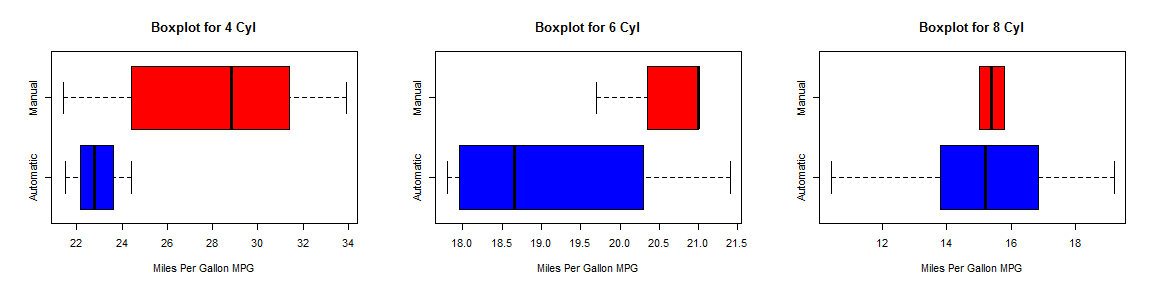 Boxplot for 4 Cyl
Manual
Automatic
22 24 26 28 30 32 34
Miles Per Gallon MPG
Boxplot for 6 Cyl
Manual
Automatic
18.0 18.5 19.0 19.5 20.0 20.5 21.0 21.5
Miles Per Gallon MPG
Boxplot for 8 Cyl
Manual
Automatic
12 14 16 18
Miles Per Gallon MPG